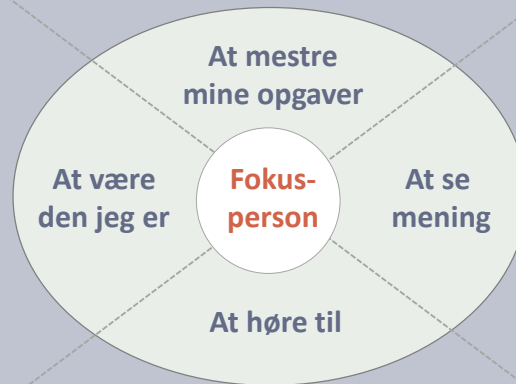 At mestre
mine opgaver
At være
den jeg er
Fokus-
person
At se
mening
At høre til